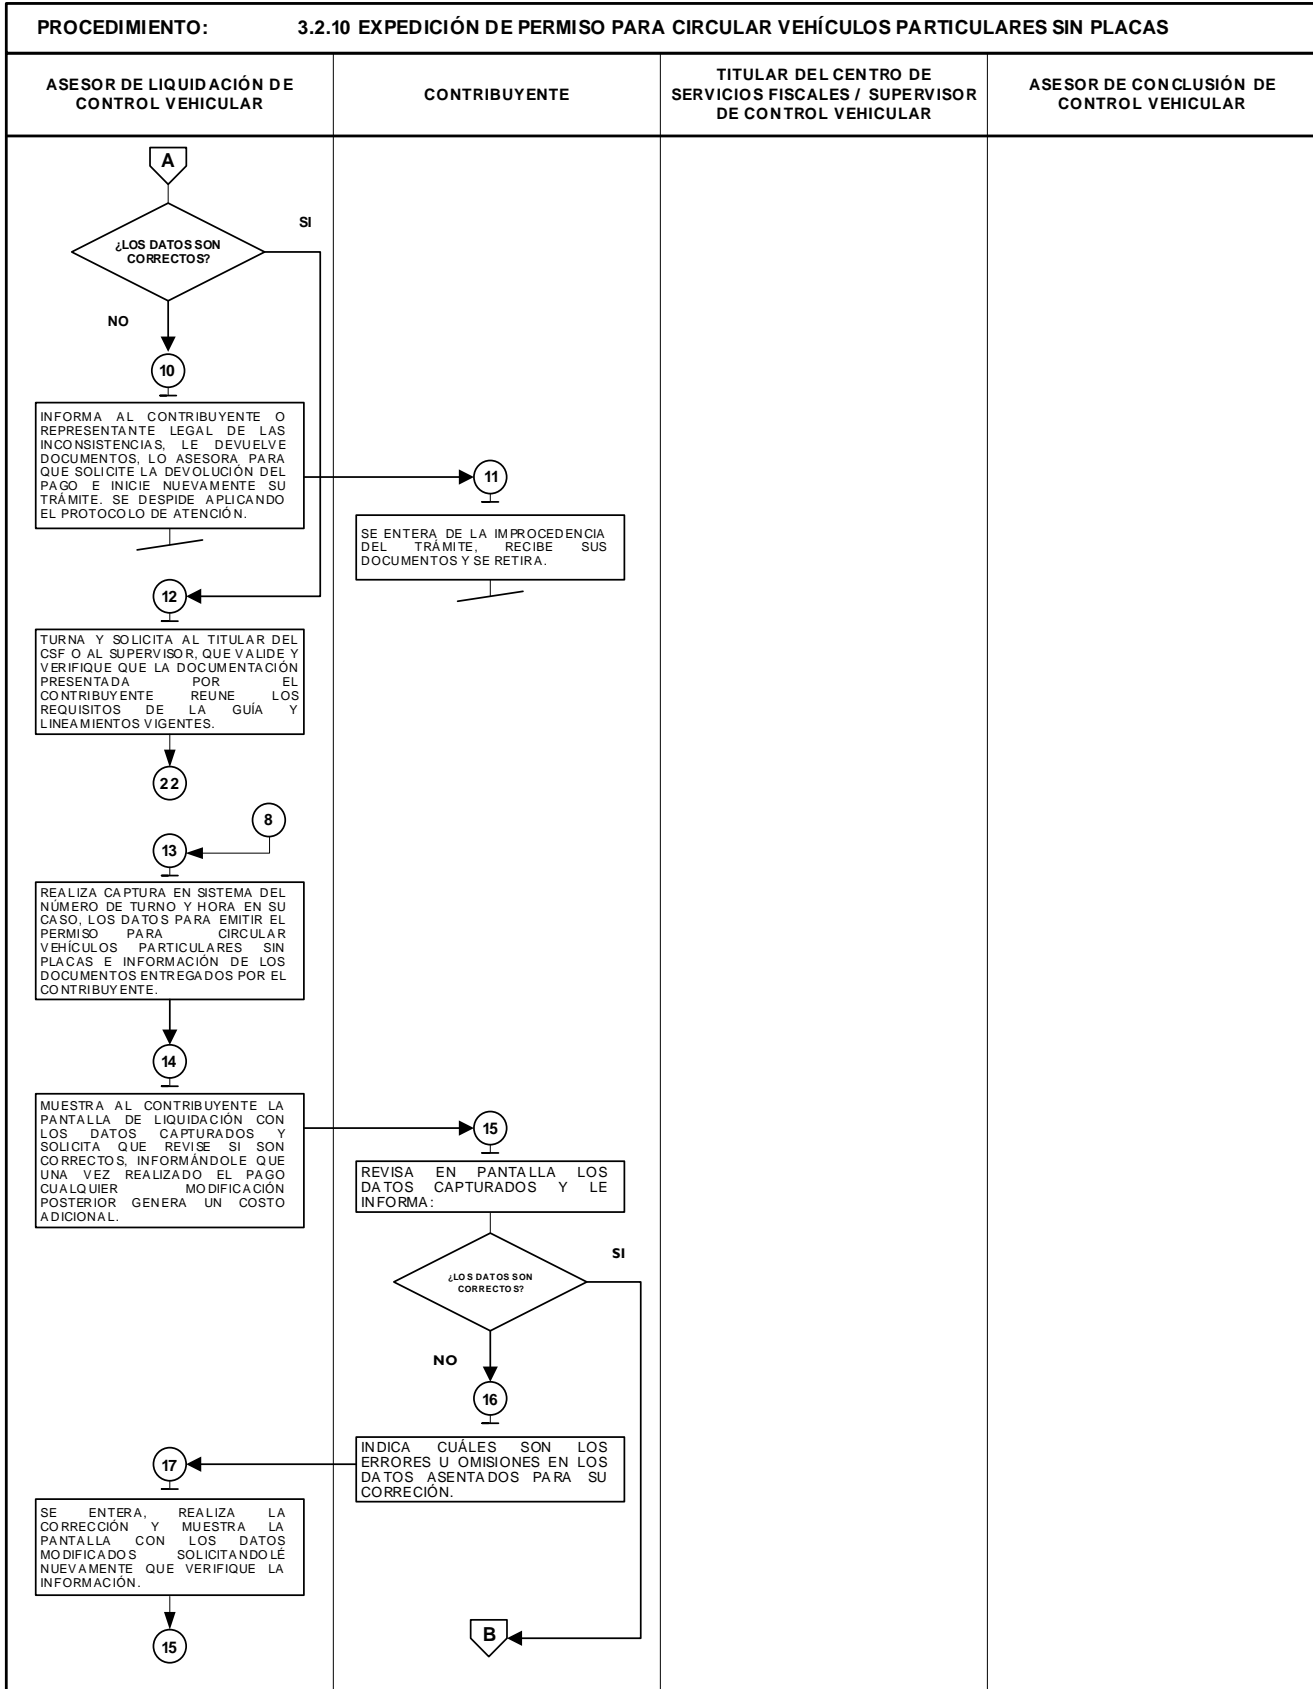 PROCEDIMIENTO: 3.2.10 EXPEDICIÓN DE PERMISO PARA CIRCULAR VEHÍCULOS PARTICULARES SIN PLACAS
ASESOR DE LIQUIDACIÓN DE
CONTROL VEHICULAR
CONTRIBUYENTE
TITULAR DEL CENTRO DE
SERVICIOS FISCALES / SUPERVISOR
DE CONTROL VEHICULAR
ASESOR DE CONCLUSIÓN DE
CONTROL VEHICULAR
A
¿LOS DATOS SON
CORRECTOS?
SI
NO
10
INFORMA AL CONTRIBUYENTE O
REPRESENTANTE LEGAL DE LAS
INCONSISTENCIAS, LE DEVUELVE
DOCUMENTOS, LO ASESORA PARA
QUE SOLICITE LA DEVOLUCIÓN DEL
PAGO E INICIE NUEVAMENTE SU
TRÁMITE. SE DESPIDE APLICANDO
EL PROTOCOLO DE ATENCIÓN.
11
SE ENTERA DE LA IMPROCEDENCIA
DEL TRÁMITE, RECIBE SUS
DOCUMENTOS Y SE RETIRA.
12
TURNA Y SOLICITA AL TITULAR DEL
CSF O AL SUPERVISOR, QUE VALIDE Y
VERIFIQUE QUE LA DOCUMENTACIÓN
PRESENTADA POR EL
CONTRIBUYENTE REUNE LOS
REQUISITOS DE LA GUÍA Y
LINEAMIENTOS VIGENTES.
22
8
13
REALIZA CAPTURA EN SISTEMA DEL
NÚMERO DE TURNO Y HORA EN SU
CASO, LOS DATOS PARA EMITIR EL
PERMISO PARA CIRCULAR
VEHÍCULOS PARTICULARES SIN
PLACAS E INFORMACIÓN DE LOS
DOCUMENTOS ENTREGADOS POR EL
CONTRIBUYENTE.
14
MUESTRA AL CONTRIBUYENTE LA
PANTALLA DE LIQUIDACIÓN CON
LOS DATOS CAPTURADOS Y
SOLICITA QUE REVISE SI SON
CORRECTOS, INFORMÁNDOLE QUE
UNA VEZ REALIZADO EL PAGO
CUALQUIER MODIFICACIÓN
POSTERIOR GENERA UN COSTO
ADICIONAL.
15
REVISA EN PANTALLA LOS
DATOS CAPTURADOS Y LE
INFORMA:
¿LOS DATOS SON
CORRECTOS?
SI
NO
16
INDICA CUÁLES SON LOS
ERRORES U OMISIONES EN LOS
DATOS ASENTADOS PARA SU
CORRECIÓN.
17
SE ENTERA, REALIZA LA
CORRECCIÓN Y MUESTRA LA
PANTALLA CON LOS DATOS
MODIFICADOS SOLICITANDOLÉ
NUEVAMENTE QUE VERIFIQUE LA
INFORMACIÓN.
15
B